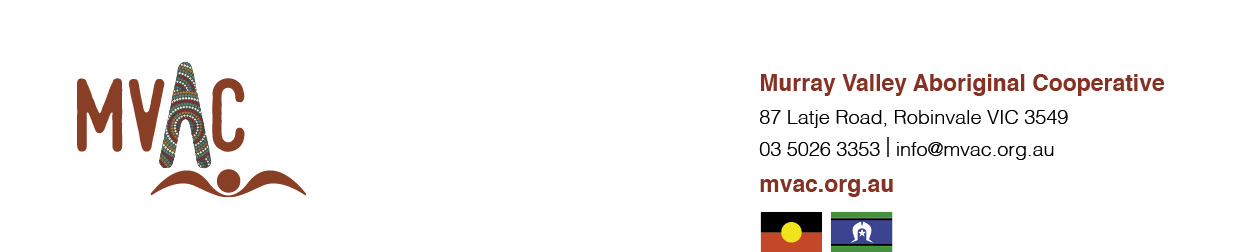 MVAC
Murray Valley Aboriginal Cooperative
87 Latje Road, Robinvale VIC 3549
03 5026 3353 | info@mvac.org.au
mvac.org.au